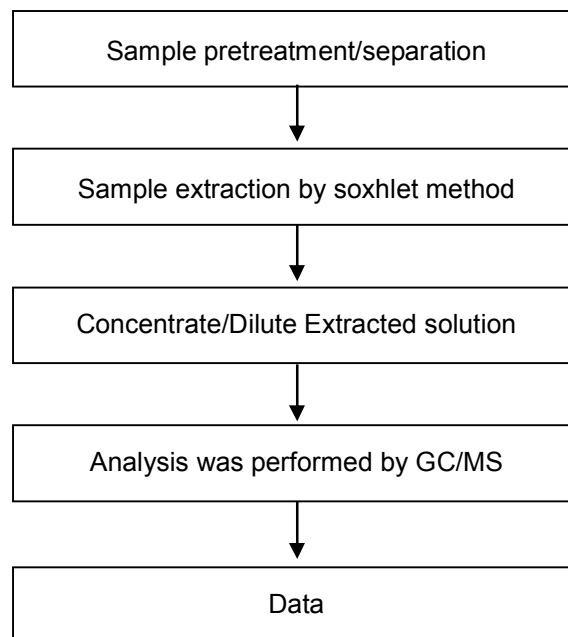 Sample pretreatment/separation
Sample extraction by soxhlet method
Concentrate/Dilute Extracted solution
Analysis was performed by GC/MS
Data